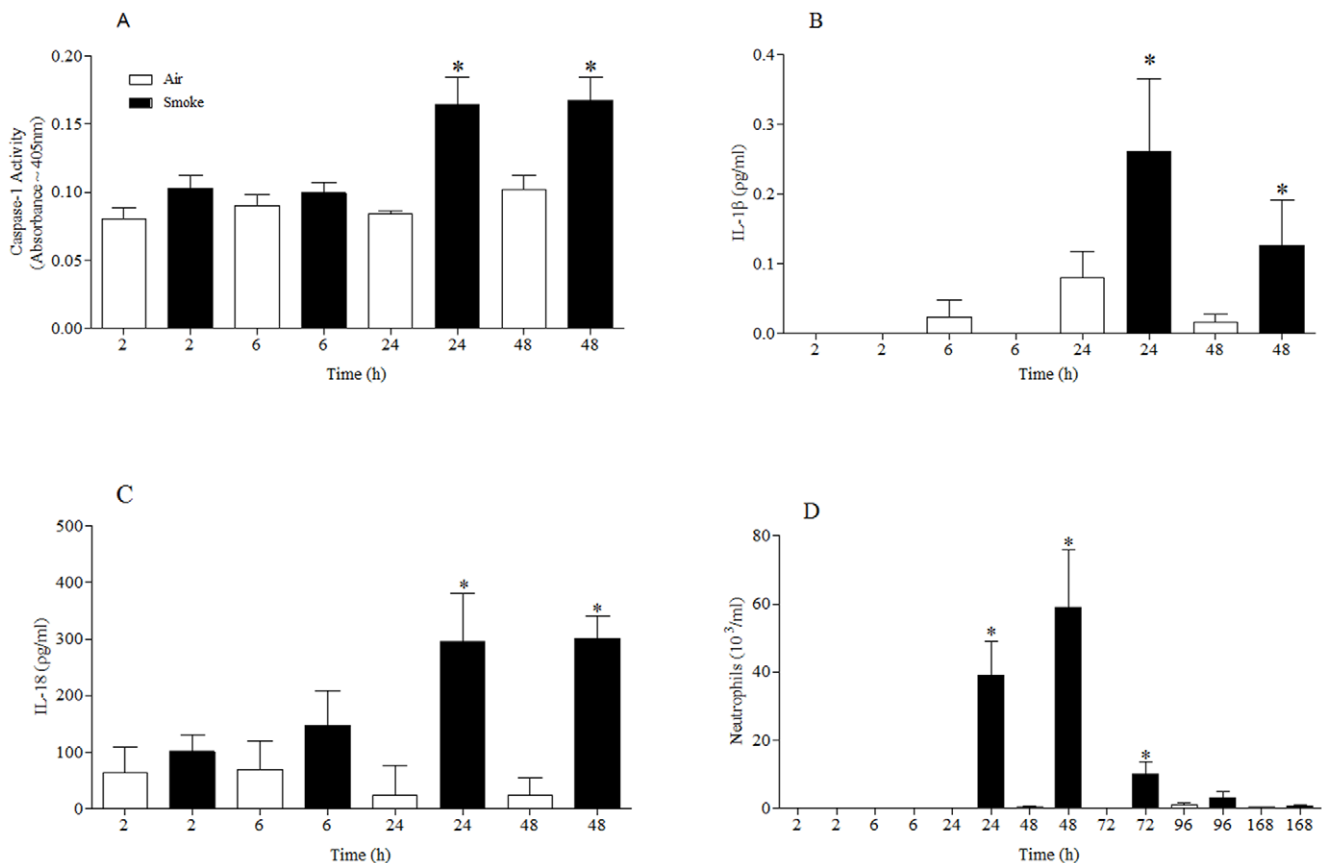 A
Caspase-1 Activity
(Absorbance ~ 405nm)
0.20
0.15
0.10
0.05
0.00
Air
Smoke
* *
2 2 6 6 24 24 48 48
Time (h)
B
IL-1β (ρg/ml)
0.4
0.3
0.2
0.1
0.0
* *
2 2 6 6 24 24 48 48
Time (h)
C
IL-18 (ρg/ml)
500
400
300
200
100
0
* *
2 2 6 6 24 24 48 48
Time (h)
D
Neutrophils (10³/ml)
80
60
40
20
0
* * *
2 2 6 6 24 24 48 48 72 72 96 96 168 168
Time (h)